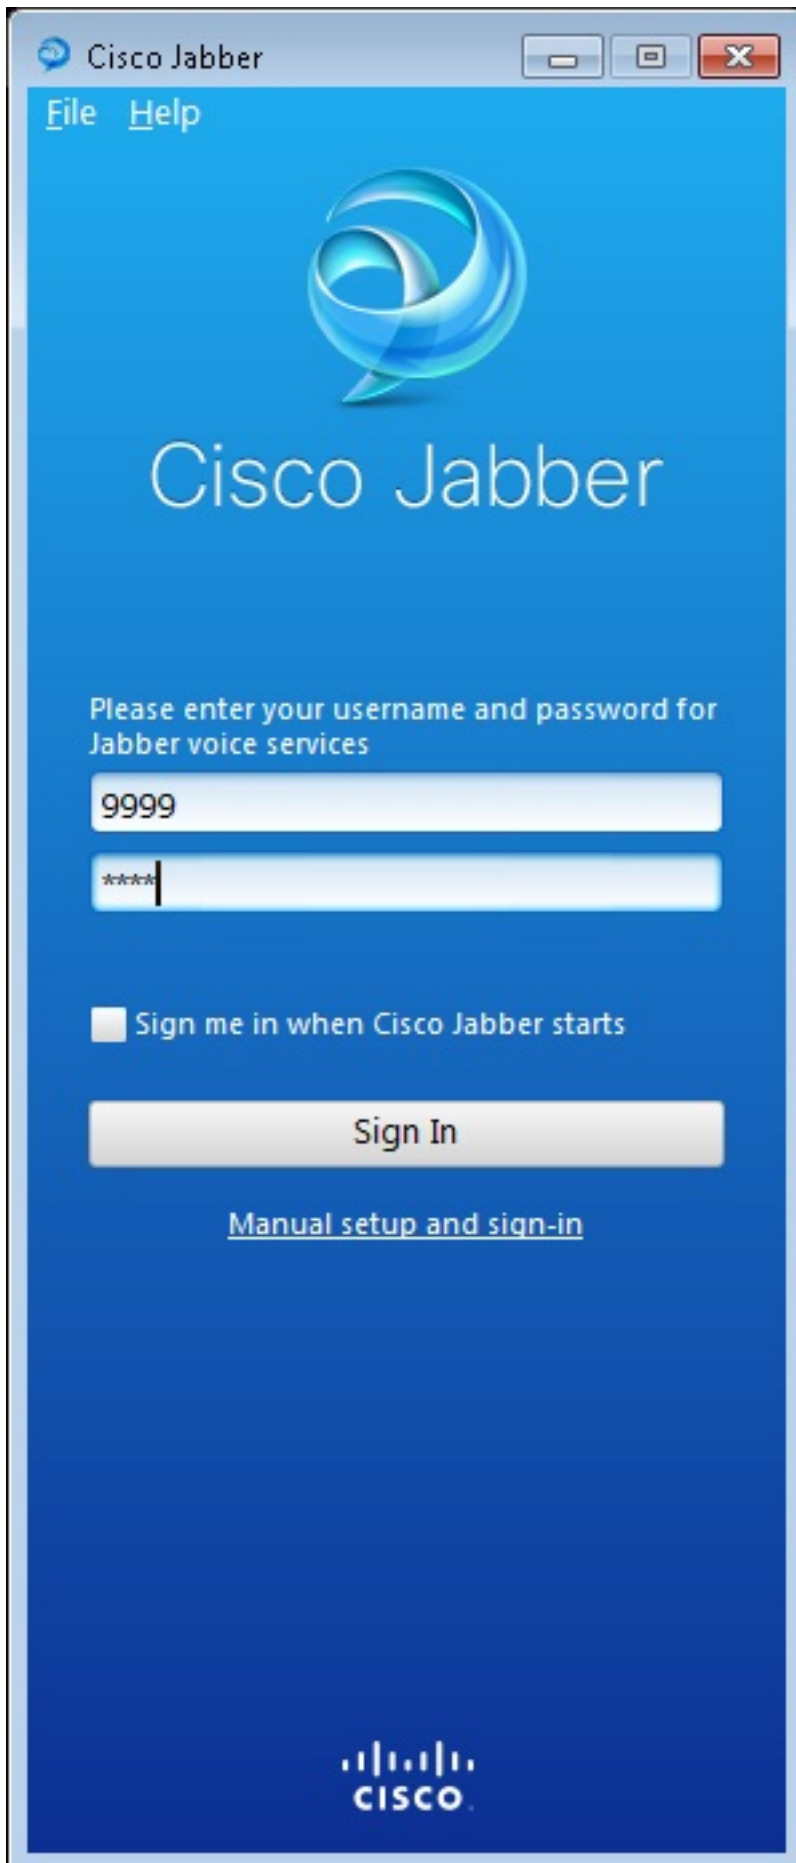 Cisco Jabber
File Help
Cisco Jabber
Please enter your username and password for
Jabber voice services
9999
****
Sign me in when Cisco Jabber starts
Sign In
Manual setup and sign-in
CISCO.